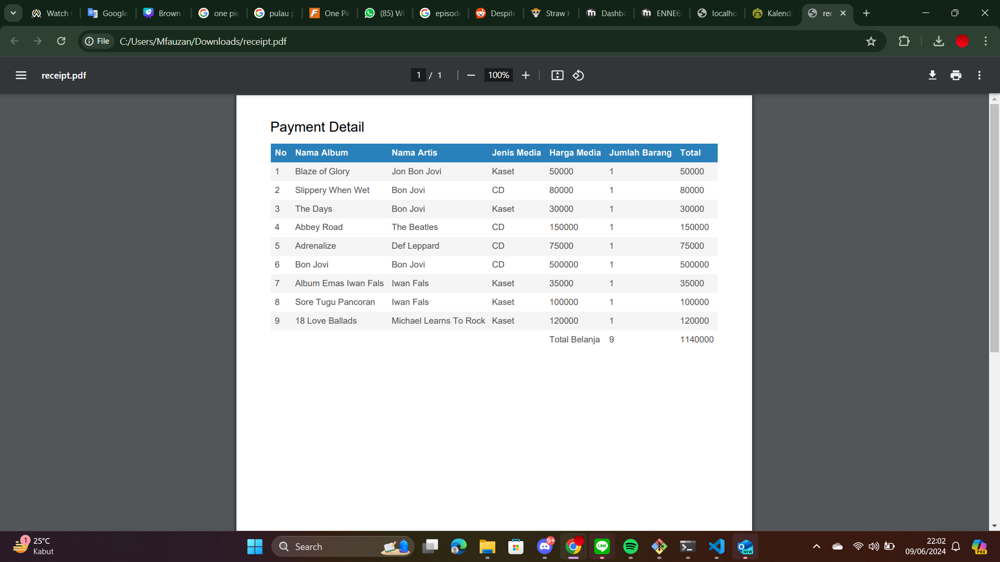 Watch
Google
Brown
one pie
pulau p
One Pie
(85) Wh
episod
Despite
Straw H
Dashbo
ENNE6
localho
Kalend
rec
File
C:/Users/Mfauzan/Downloads/receipt.pdf
receipt.pdf
1 / 1
100%
Payment Detail
No Nama Album Nama Artis Jenis Media Harga Media Jumlah Barang Total
1 Blaze of Glory Jon Bon Jovi Kaset 50000 1 50000
2 Slippery When Wet Bon Jovi CD 80000 1 80000
3 The Days Bon Jovi Kaset 30000 1 30000
4 Abbey Road The Beatles CD 150000 1 150000
5 Adrenalize Def Leppard CD 75000 1 75000
6 Bon Jovi Bon Jovi CD 500000 1 500000
7 Album Emas Iwan Fals Iwan Fals Kaset 35000 1 35000
8 Sore Tugu Pancoran Iwan Fals Kaset 100000 1 100000
9 18 Love Ballads Michael Learns To Rock Kaset 120000 1 120000
Total Belanja 9 1140000
1
25°C
Kabut
Search
9+
LINE
NEW
22:02
09/06/2024
PRE